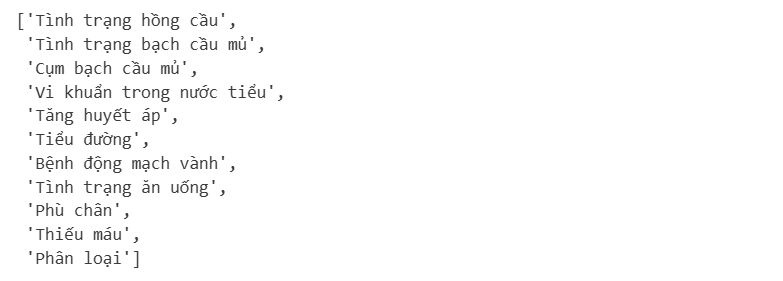 ['Tình trạng hồng cầu',
'Tình trạng bạch cầu mủ',
'Cụm bạch cầu mủ',
'Vi khuẩn trong nước tiểu',
'Tăng huyết áp',
'Tiểu đường',
'Bệnh động mạch vành',
'Tình trạng ăn uống',
'Phù chân',
'Thiếu máu',
'Phân loại']